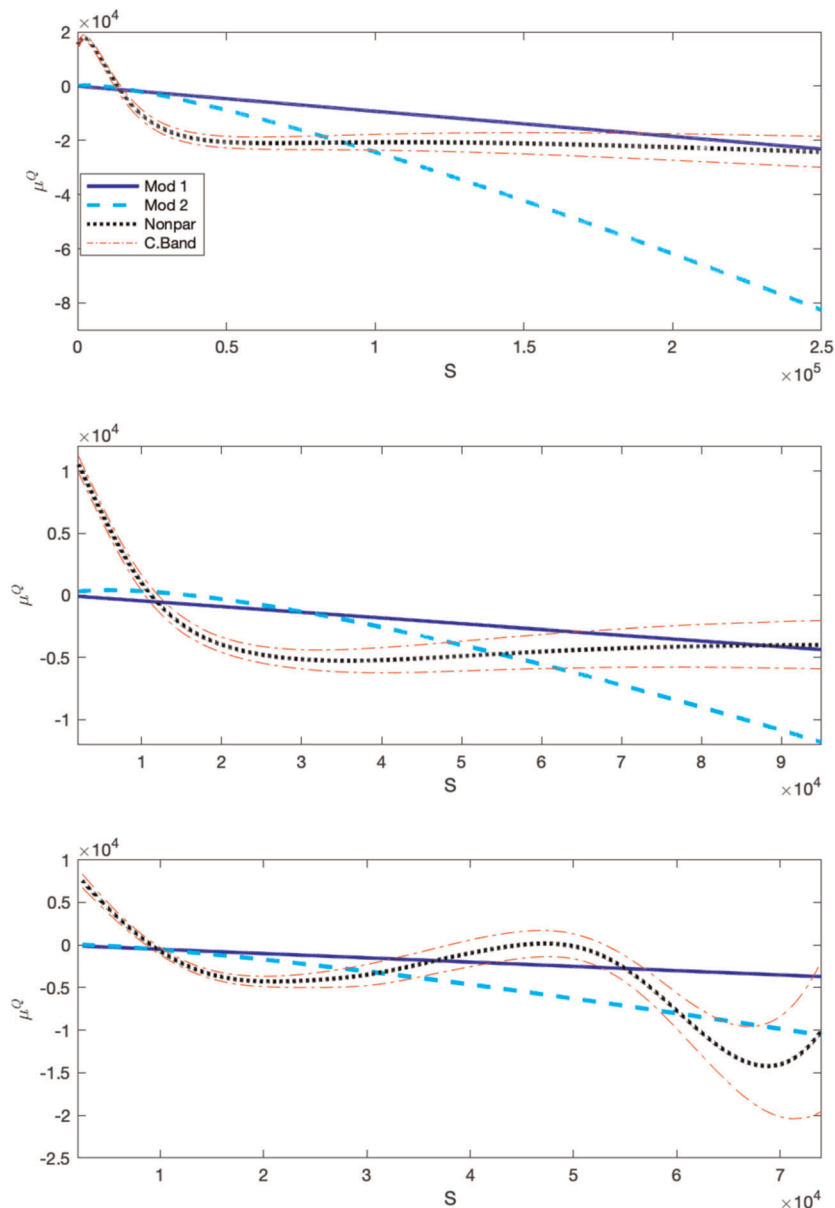 ×10⁴
2
0
-2
-4
-6
-8
μ^Q
Mod 1
Mod 2
Nonpar
C.Band
0 0.5 1 1.5 2 2.5
S
×10⁵
×10⁴
1
0.5
0
-0.5
-1
μ^Q
1 2 3 4 5 6 7 8 9
S
×10⁴
×10⁴
1
0.5
0
-0.5
-1
-1.5
-2
-2.5
μ^Q
1 2 3 4 5 6 7
S
×10⁴